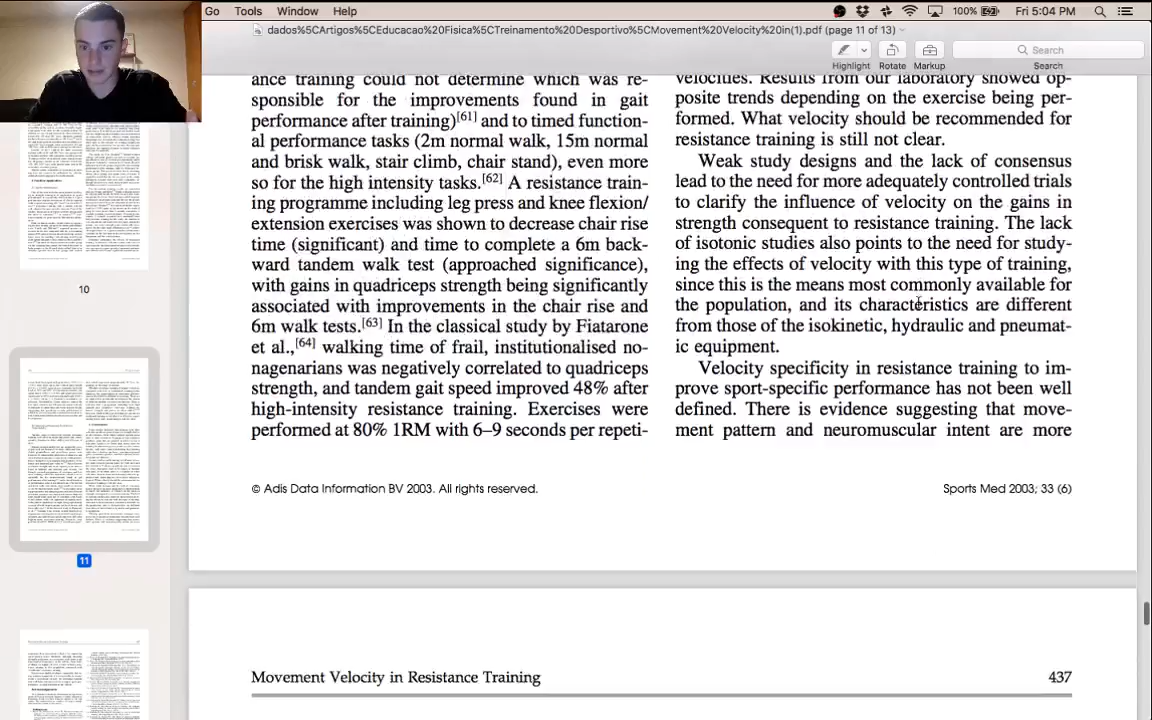 Go Tools Window Help
100% Fri 5:04 PM
dados%5CArtigos%5CEducacao%20Fisica%5CTreinamento%20Desportivo%5CMovement%20Velocity%20in(1).pdf (page 11 of 13)
Search
Highlight Rotate Markup Search
10
11
ance training could not determine which was re-
sponsible for the improvements found in gait
performance after training)[61] and to timed function-
al performance tasks (2m normal walk, 15m normal
and brisk walk, stair climb, chair stand), even more
so for the high intensity tasks.[62] A resistance train-
ing programme including leg press and knee flexion/
extension exercises was shown to decrease chair rise
time (significant) and time to complete a 6m back-
ward tandem walk test (approached significance),
with gains in quadriceps strength being significantly
associated with improvements in the chair rise and
6m walk tests.[63] In the classical study by Fiatarone
et al.,[64] walking time of frail, institutionalised no-
nagenarians was negatively correlated to quadriceps
strength, and tandem gait speed improved 48% after
high-intensity resistance training. Exercises were
performed at 80% 1RM with 6–9 seconds per repeti-
velocities. Results from our laboratory showed op-
posite trends depending on the exercise being per-
formed. What velocity should be recommended for
resistance training is still not clear.
Weak study designs and the lack of consensus
lead to the need for more adequately controlled trials
to clarify the influence of velocity on the gains in
strength consequent to resistance training. The lack
of isotonic studies also points to the need for study-
ing the effects of velocity with this type of training,
since this is the means most commonly available for
the population, and its characteristics are different
from those of the isokinetic, hydraulic and pneumat-
ic equipment.
Velocity specificity in resistance training to im-
prove sport-specific performance has not been well
defined. There is evidence suggesting that move-
ment pattern and neuromuscular intent are more
© Adis Data Information BV 2003. All rights reserved.
Sports Med 2003; 33 (6)
Movement Velocity in Resistance Training
437